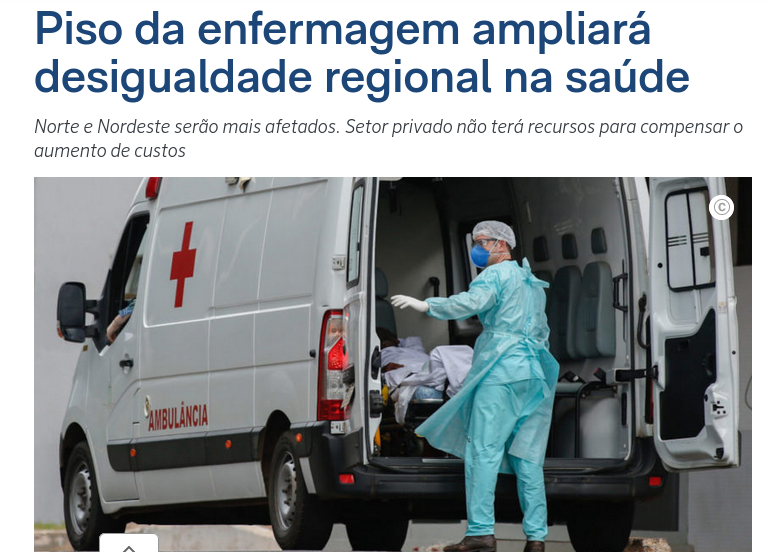 Piso da enfermagem ampliará
desigualdade regional na saúde
Norte e Nordeste serão mais afetados. Setor privado não terá recursos para compensar o
aumento de custos
©
AMBULÂNCIA